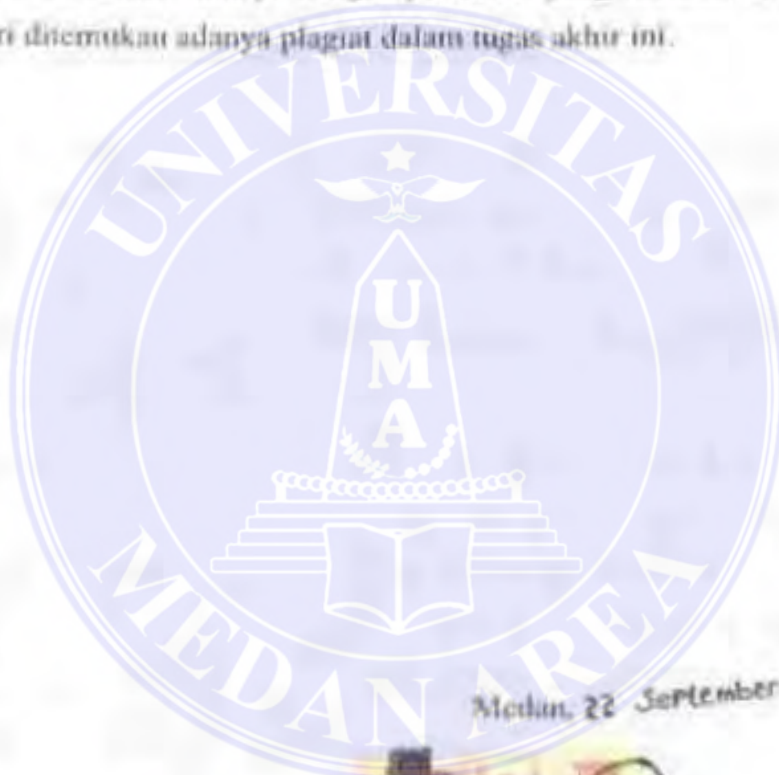 ri ditemukan adanya plagiat dalam tugas akhir ini.
UNIVERSITAS
U
M
A
MEDAN AREA
Medan, 22 September